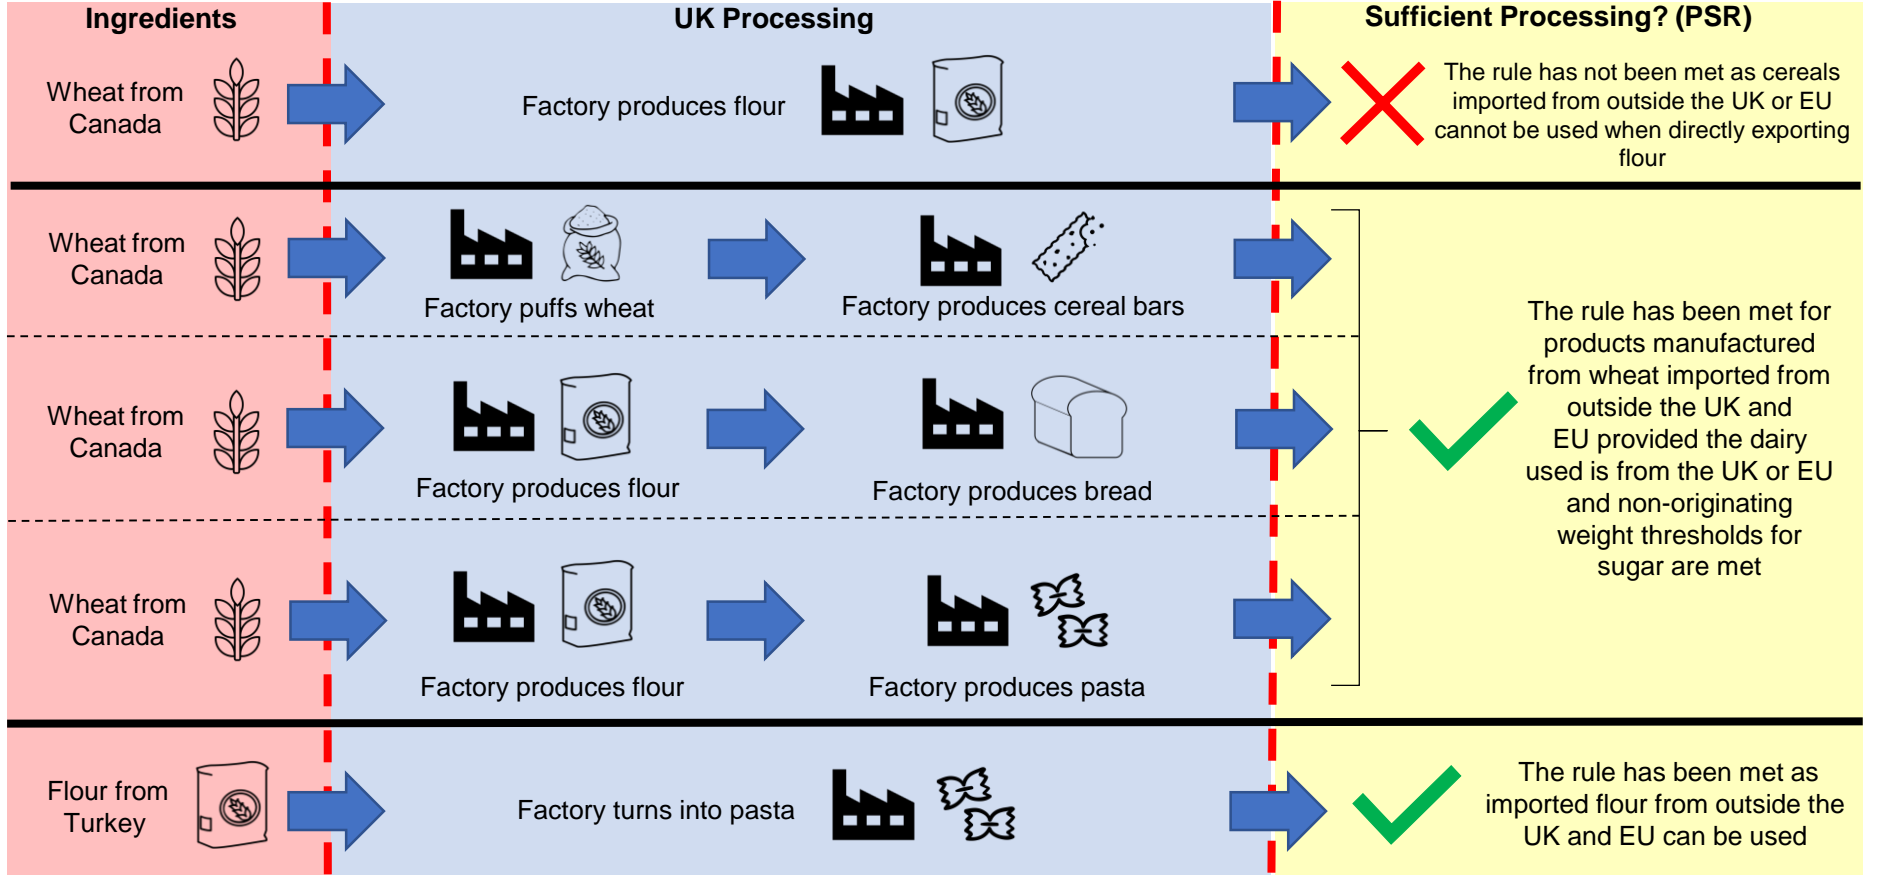 Ingredients
UK Processing
Sufficient Processing? (PSR)
Wheat from
Canada
Factory produces flour
The rule has not been met as cereals
imported from outside the UK or EU
cannot be used when directly exporting
flour
Wheat from
Canada
Factory puffs wheat
Factory produces cereal bars
Wheat from
Canada
Factory produces flour
Factory produces bread
Wheat from
Canada
Factory produces flour
Factory produces pasta
The rule has been met for
products manufactured
from wheat imported from
outside the UK and
EU provided the dairy
used is from the UK or EU
and non-originating
weight thresholds for
sugar are met
Flour from
Turkey
Factory turns into pasta
The rule has been met as
imported flour from outside the
UK and EU can be used